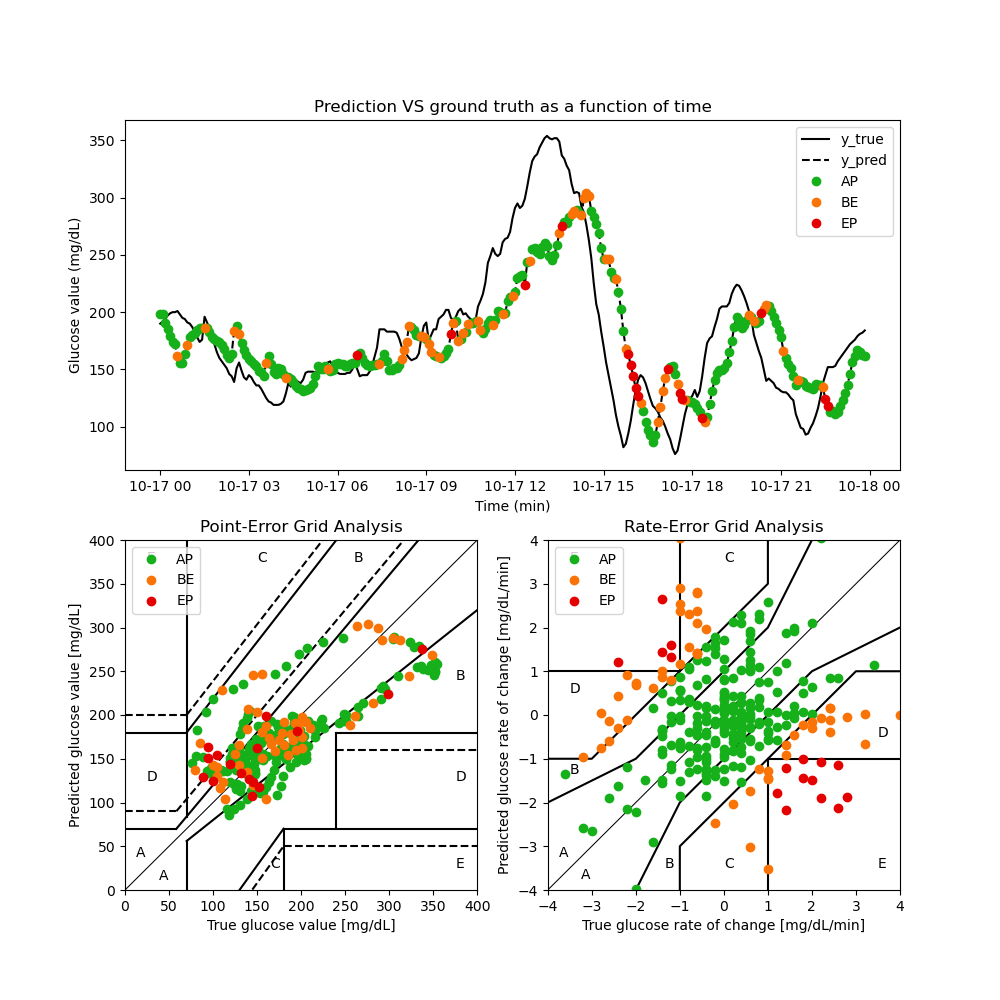 Prediction VS ground truth as a function of time
Glucose value (mg/dL)
350
300
250
200
150
100
y_true
y_pred
AP
BE
EP
10-17 00 10-17 03 10-17 06 10-17 09 10-17 12 10-17 15 10-17 18 10-17 21 10-18 00
Time (min)
Point-Error Grid Analysis
Predicted glucose value [mg/dL]
400
350
300
250
200
150
100
50
0
AP
BE
EP
C
B
B
D
D
A
A
C
E
0 50 100 150 200 250 300 350 400
True glucose value [mg/dL]
Rate-Error Grid Analysis
Predicted glucose rate of change [mg/dL/min]
4
3
2
1
0
−1
−2
−3
−4
AP
BE
EP
C
D
D
B
A
A
B
C
E
−4 −3 −2 −1 0 1 2 3 4
True glucose rate of change [mg/dL/min]